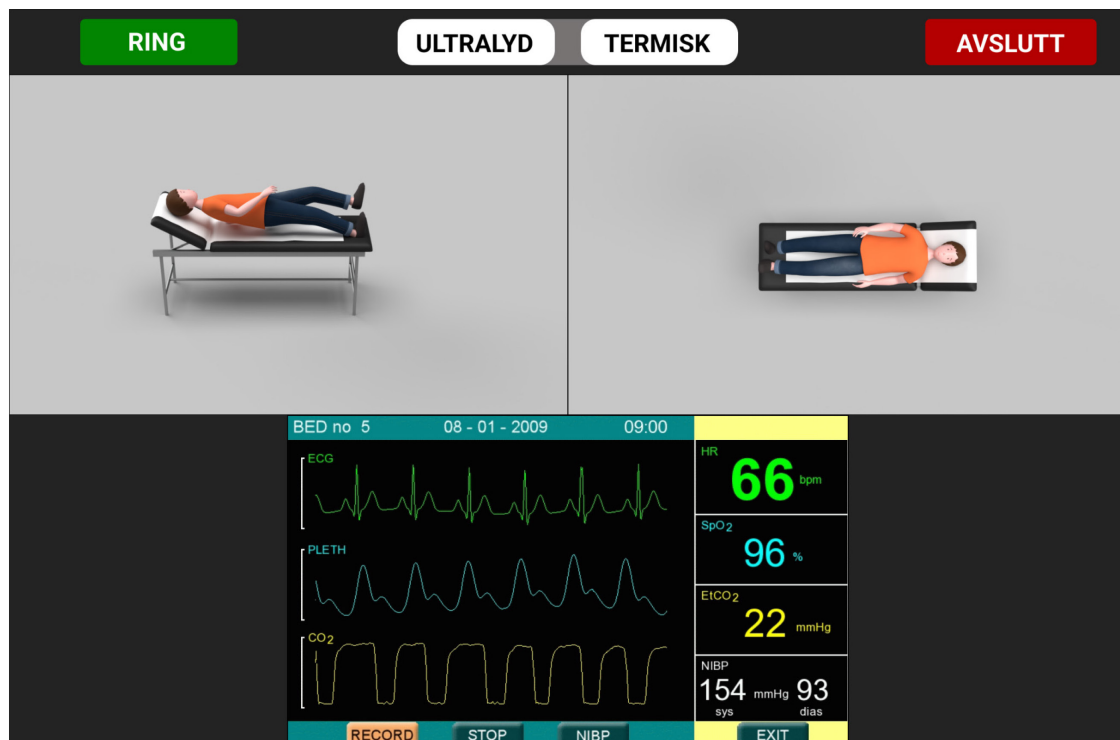 RING
ULTRALYD
TERMISK
AVSLUTT
BED no 5 08 - 01 - 2009 09:00
ECG
PLETH
CO2
HR
66 bpm
SpO2
96 %
EtCO2
22 mmHg
NIBP
154 mmHg 93
sys dias
RECORD STOP NIBP EXIT